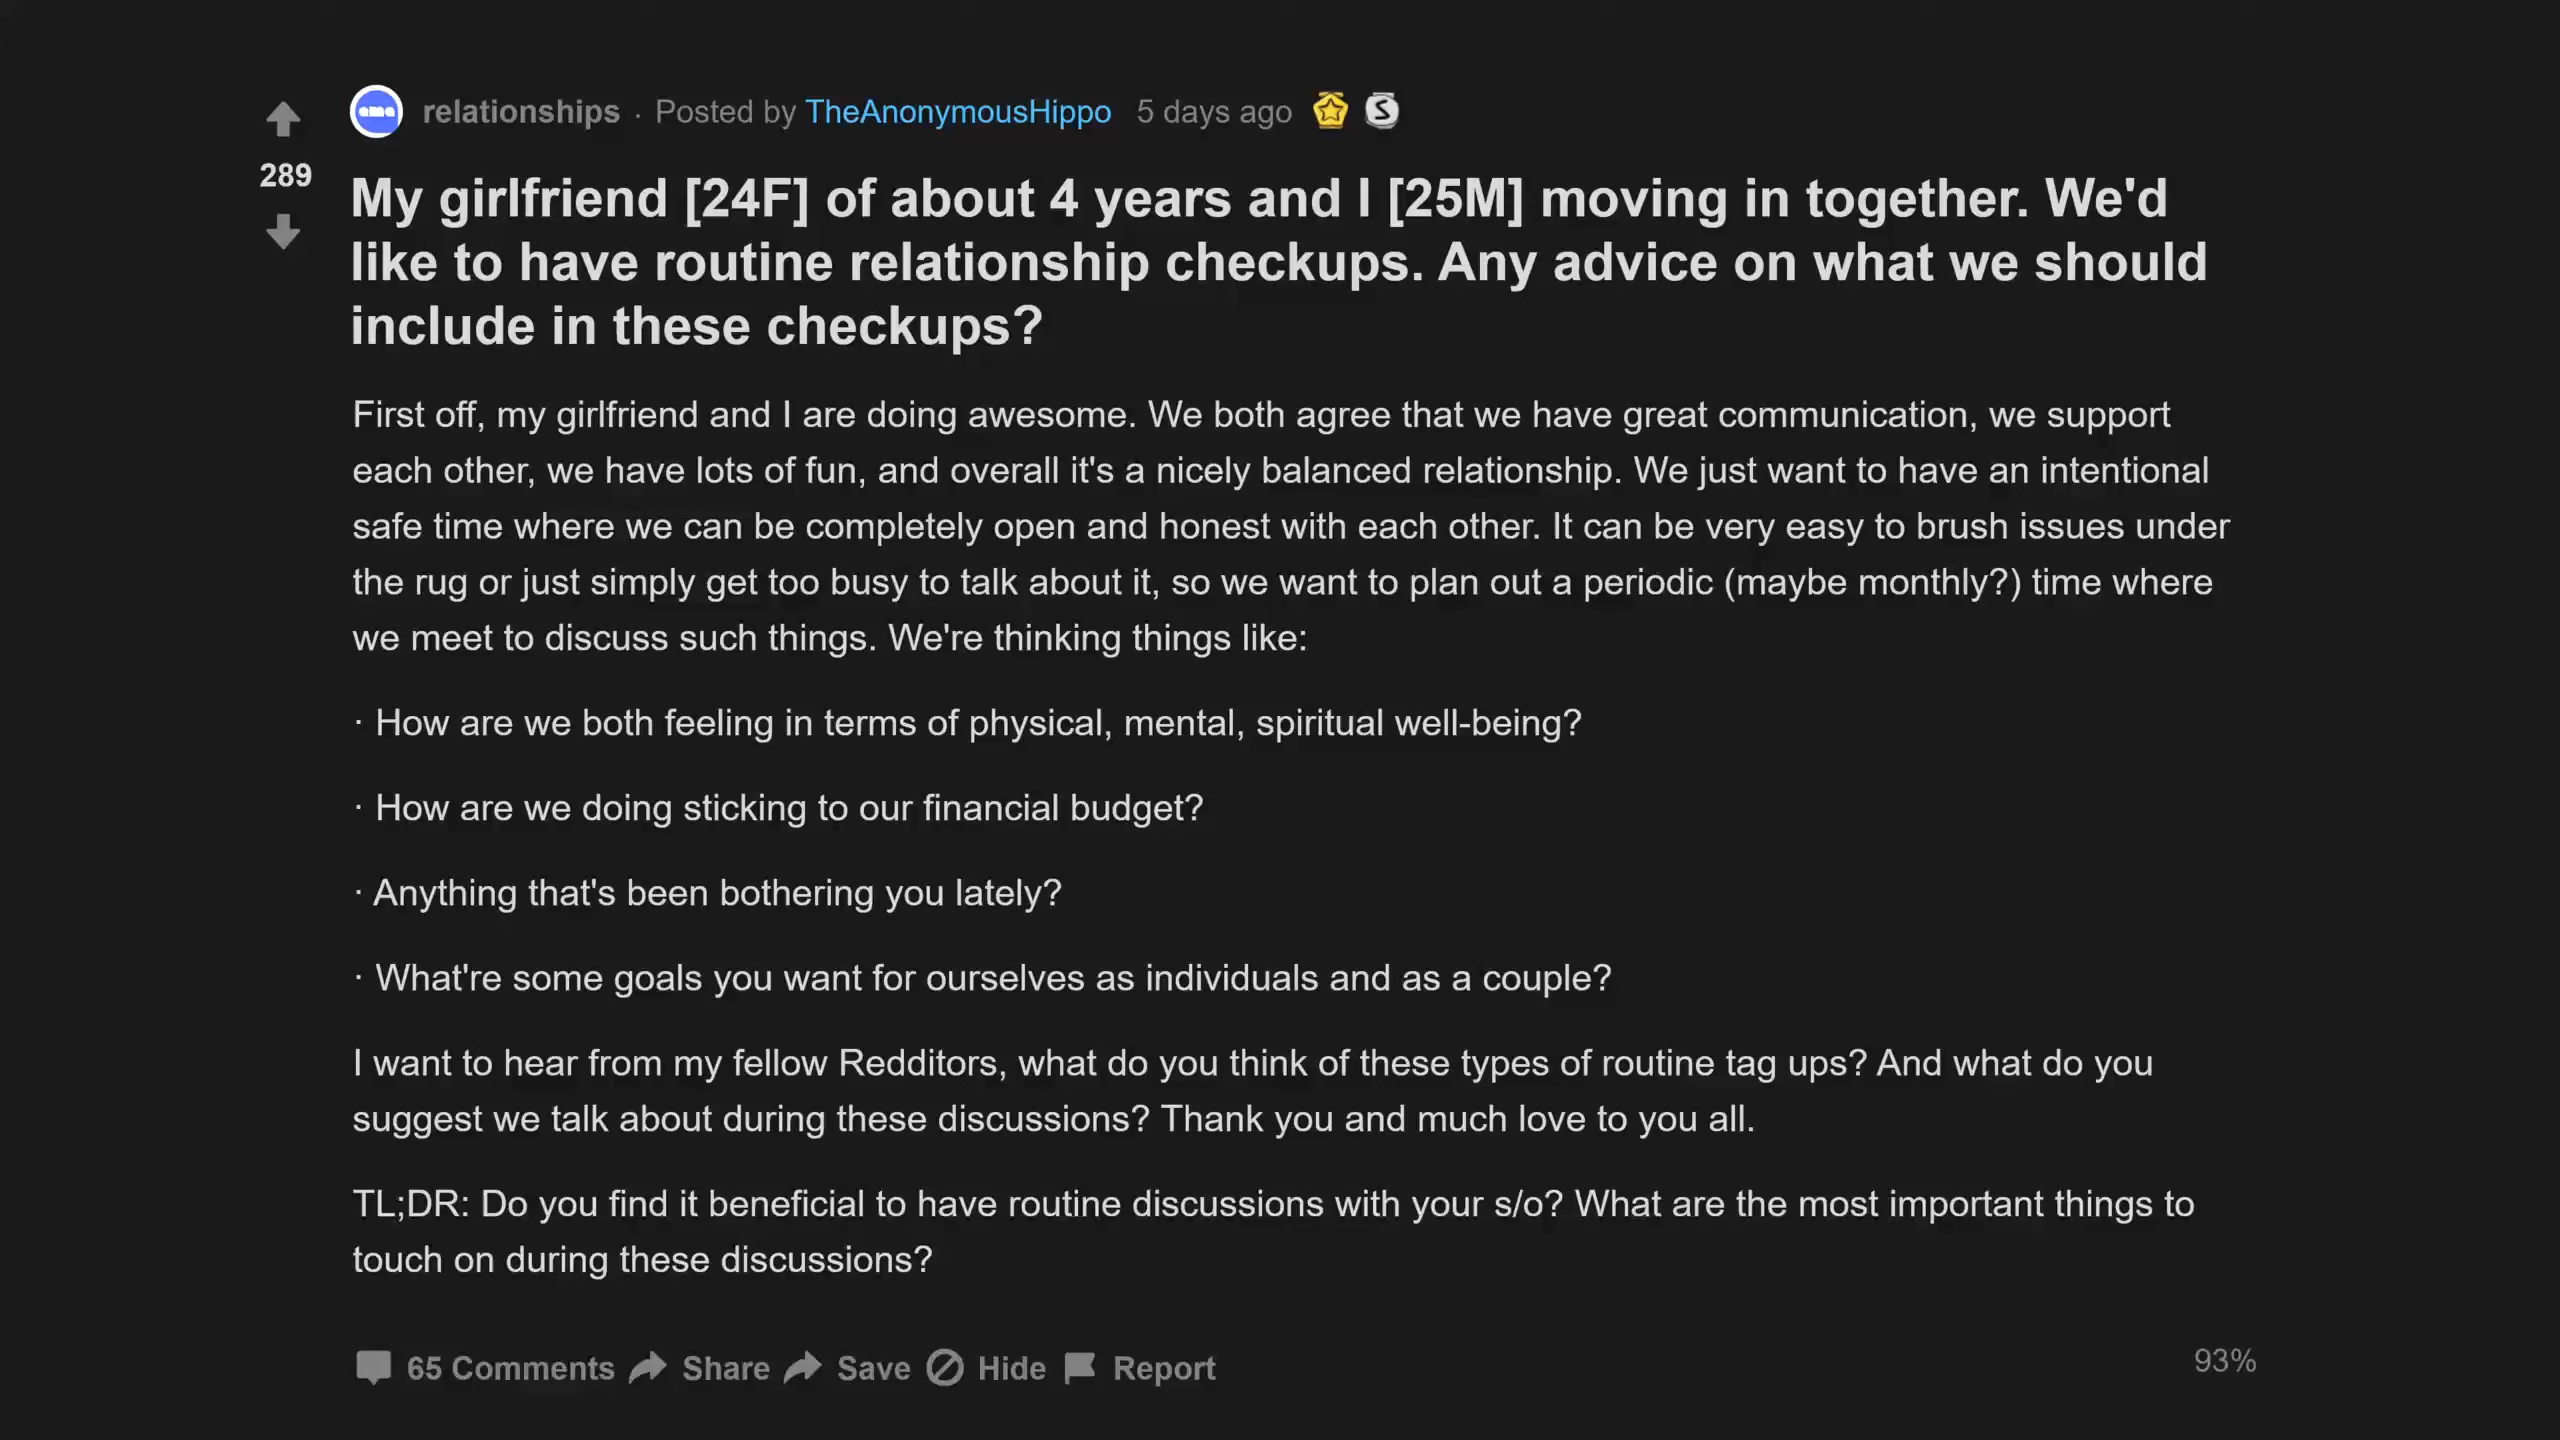 relationships · Posted by TheAnonymousHippo 5 days ago
289
My girlfriend [24F] of about 4 years and I [25M] moving in together. We'd
like to have routine relationship checkups. Any advice on what we should
include in these checkups?
First off, my girlfriend and I are doing awesome. We both agree that we have great communication, we support
each other, we have lots of fun, and overall it's a nicely balanced relationship. We just want to have an intentional
safe time where we can be completely open and honest with each other. It can be very easy to brush issues under
the rug or just simply get too busy to talk about it, so we want to plan out a periodic (maybe monthly?) time where
we meet to discuss such things. We're thinking things like:
· How are we both feeling in terms of physical, mental, spiritual well-being?
· How are we doing sticking to our financial budget?
· Anything that's been bothering you lately?
· What're some goals you want for ourselves as individuals and as a couple?
I want to hear from my fellow Redditors, what do you think of these types of routine tag ups? And what do you
suggest we talk about during these discussions? Thank you and much love to you all.
TL;DR: Do you find it beneficial to have routine discussions with your s/o? What are the most important things to
touch on during these discussions?
65 Comments Share Save Hide Report
93%